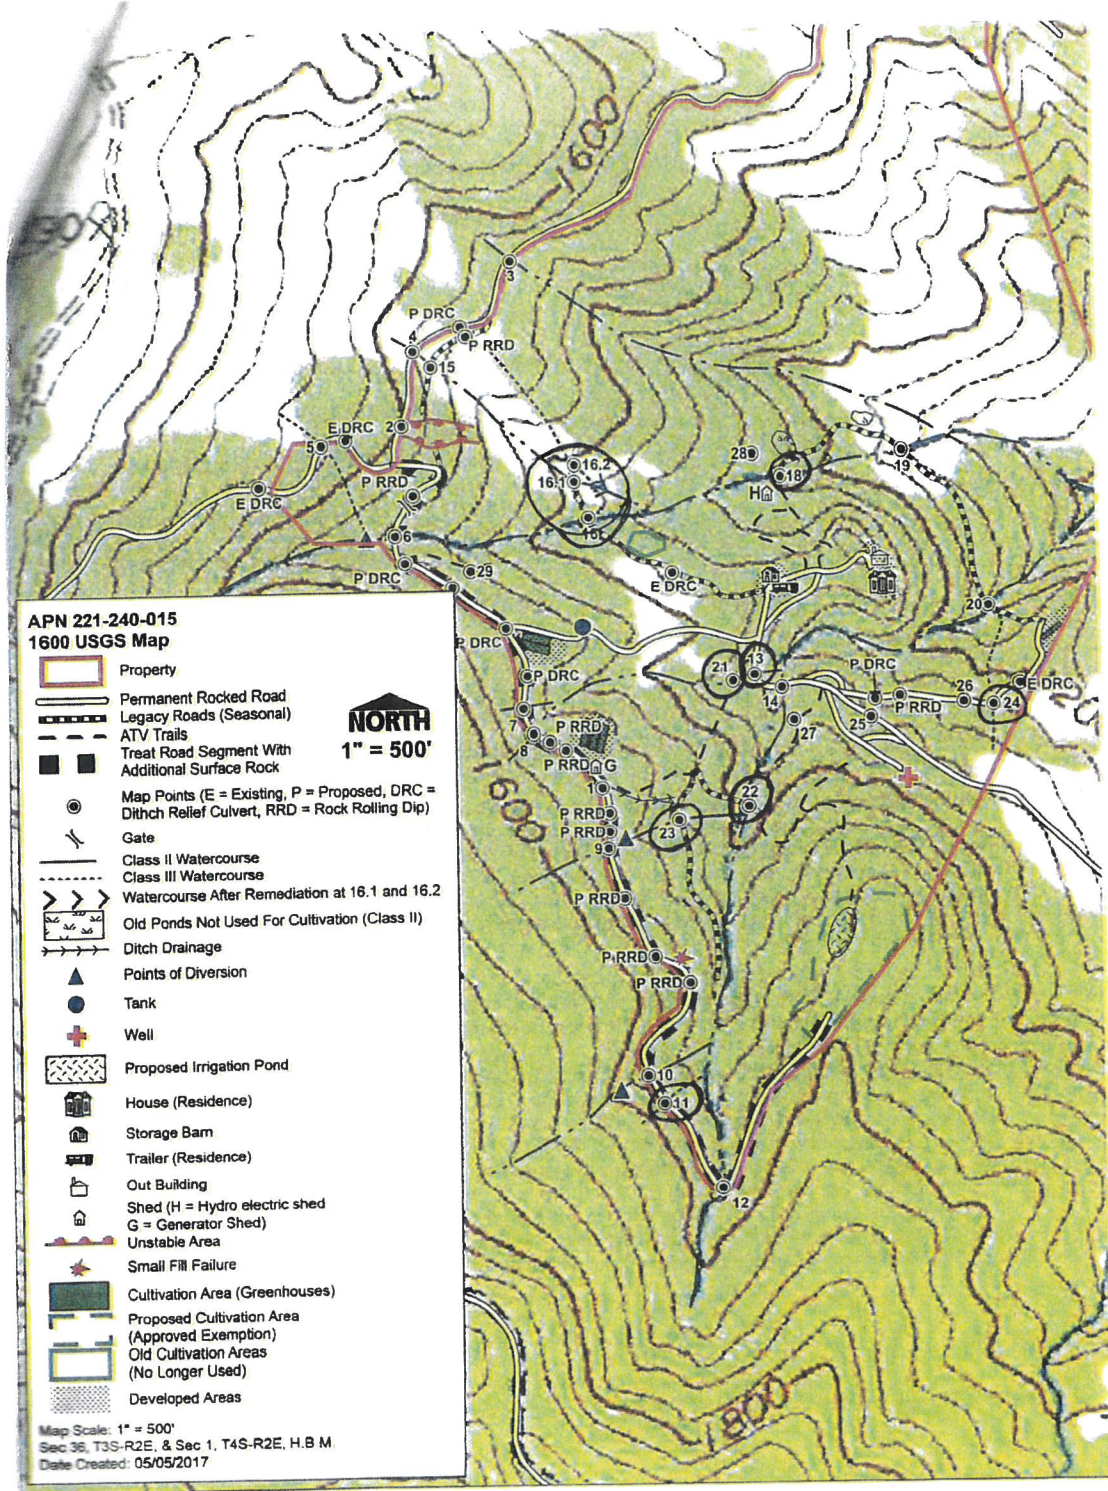 1600
3
P DRC
P RRD
4
15
2
E DRC
5
P RRD
E DRC
28
18
19
16.2
16.1
16
H
6
P DRC
29
E DRC
20
P DRC
21
13
P DRC
P DRC
26
E DRC
14
P RRD
24
25
27
7
P RRD
8
P RRD
G
1600
1
22
P RRD
P RRD
23
9
P RRD
P RRD
P RRD
10
11
12
1800
APN 221-240-015
1600 USGS Map
Property
Permanent Rocked Road
Legacy Roads (Seasonal)
ATV Trails
Treat Road Segment With
Additional Surface Rock
NORTH
1" = 500'
Map Points (E = Existing, P = Proposed, DRC =
Dithch Relief Culvert, RRD = Rock Rolling Dip)
Gate
Class II Watercourse
Class III Watercourse
Watercourse After Remediation at 16.1 and 16.2
Old Ponds Not Used For Cultivation (Class II)
Ditch Drainage
Points of Diversion
Tank
Well
Proposed Irrigation Pond
House (Residence)
Storage Barn
Trailer (Residence)
Out Building
Shed (H = Hydro electric shed
G = Generator Shed)
Unstable Area
Small Fill Failure
Cultivation Area (Greenhouses)
Proposed Cultivation Area
(Approved Exemption)
Old Cultivation Areas
(No Longer Used)
Developed Areas
Map Scale: 1" = 500'
Sec 36, T3S-R2E, & Sec 1, T4S-R2E, H.B.M.
Date Created: 05/05/2017